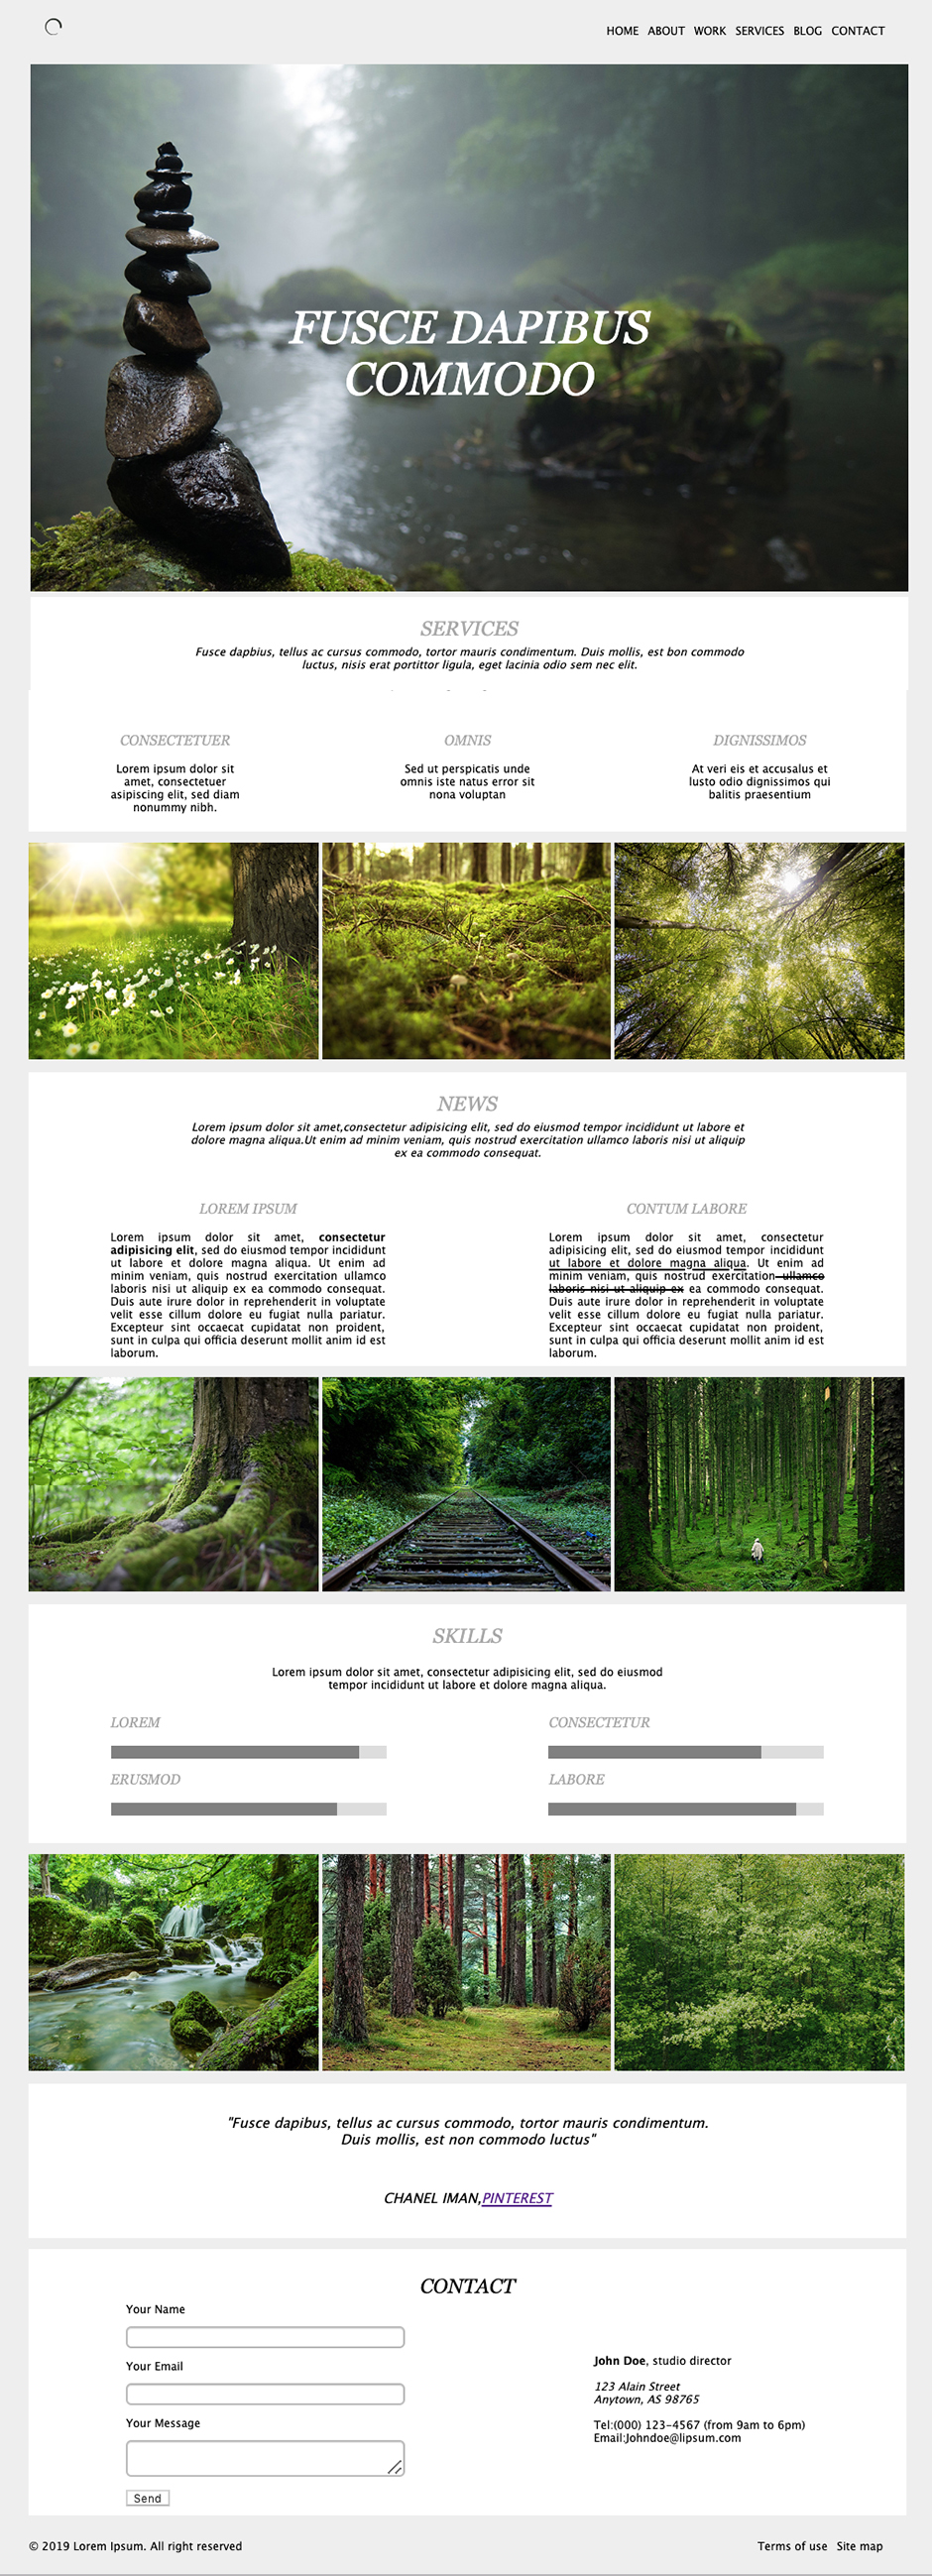 HOME ABOUT WORK SERVICES BLOG CONTACT
FUSCE DAPIBUS
COMMODO
SERVICES
Fusce dapbius, tellus ac cursus commodo, tortor mauris condimentum. Duis mollis, est bon commodo
luctus, nisis erat portittor ligula, eget lacinia odio sem nec elit.
CONSECTETUER
Lorem ipsum dolor sit
amet, consectetuer
asipiscing elit, sed diam
nonummy nibh.
OMNIS
Sed ut perspicatis unde
omnis iste natus error sit
nona voluptan
DIGNISSIMOS
At veri eis et accusalus et
lusto odio dignissimos qui
balitis praesentium
NEWS
Lorem ipsum dolor sit amet,consectetur adipisicing elit, sed do eiusmod tempor incididunt ut labore et
dolore magna aliqua.Ut enim ad minim veniam, quis nostrud exercitation ullamco laboris nisi ut aliquip
ex ea commodo consequat.
LOREM IPSUM
Lorem ipsum dolor sit amet, consectetur
adipisicing elit, sed do eiusmod tempor incididunt
ut labore et dolore magna aliqua. Ut enim ad
minim veniam, quis nostrud exercitation ullamco
laboris nisi ut aliquip ex ea commodo consequat.
Duis aute irure dolor in reprehenderit in voluptate
velit esse cillum dolore eu fugiat nulla pariatur.
Excepteur sint occaecat cupidatat non proident,
sunt in culpa qui officia deserunt mollit anim id est
laborum.
CONTUM LABORE
Lorem ipsum dolor sit amet, consectetur
adipisicing elit, sed do eiusmod tempor incididunt
ut labore et dolore magna aliqua. Ut enim ad
minim veniam, quis nostrud exercitation ullamco
laboris nisi ut aliquip ex ea commodo consequat.
Duis aute irure dolor in reprehenderit in voluptate
velit esse cillum dolore eu fugiat nulla pariatur.
Excepteur sint occaecat cupidatat non proident,
sunt in culpa qui officia deserunt mollit anim id est
laborum.
SKILLS
Lorem ipsum dolor sit amet, consectetur adipisicing elit, sed do eiusmod
tempor incididunt ut labore et dolore magna aliqua.
LOREM
CONSECTETUR
ERUSMOD
LABORE
"Fusce dapibus, tellus ac cursus commodo, tortor mauris condimentum.
Duis mollis, est non commodo luctus"
CHANEL IMAN,PINTEREST
CONTACT
Your Name
Your Email
Your Message
Send
John Doe, studio director
123 Alain Street
Anytown, AS 98765
Tel:(000) 123-4567 (from 9am to 6pm)
Email:Johndoe@lipsum.com
© 2019 Lorem Ipsum. All right reserved
Terms of use Site map